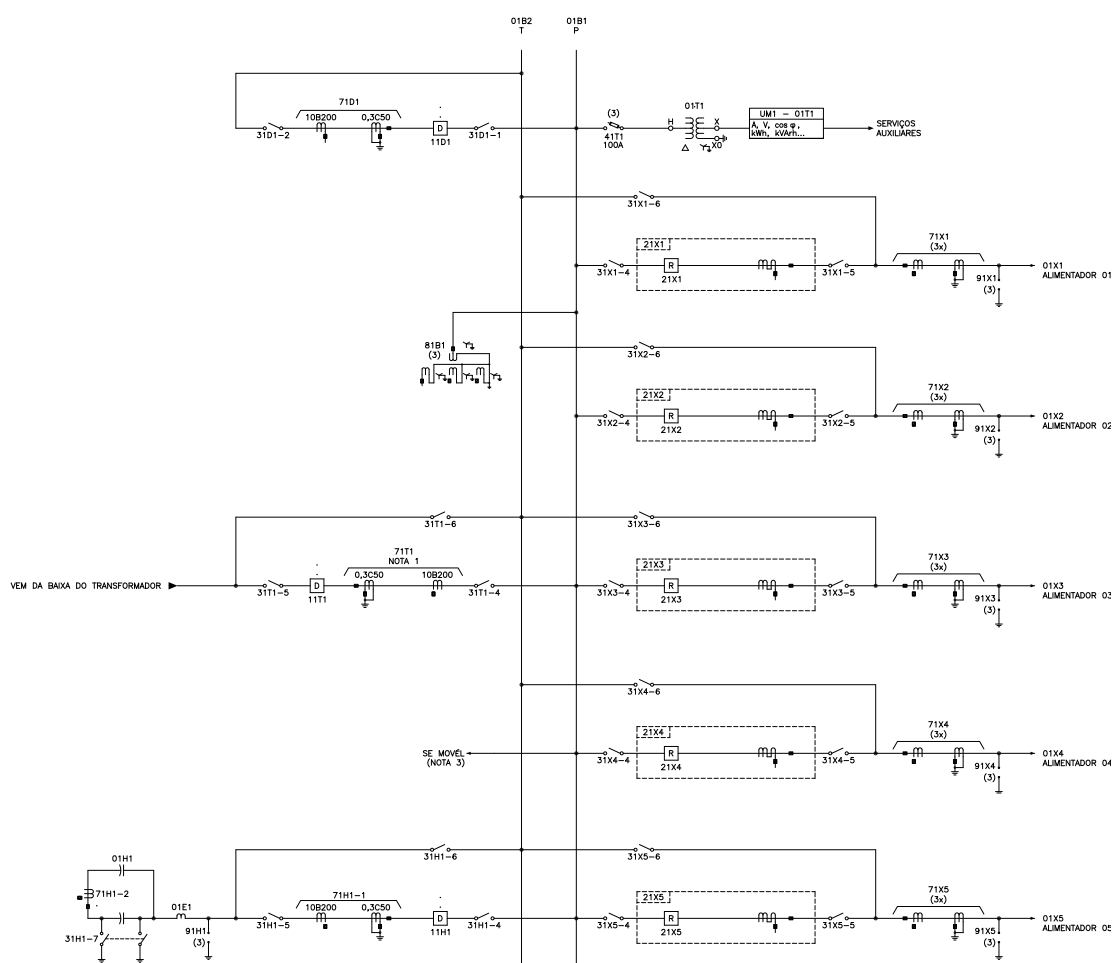 01B2
T
01B1
P
71D1
10B200
0,3C50
31D1-2
D
11D1
31D1-1
(3)
41T1
100A
01T1
H
X
X0
UM1 - 01T1
A, V, cos φ,
kWh, kVArh...
SERVIÇOS
AUXILIARES
31X1-6
21X1
R
21X1
31X1-4
31X1-5
71X1
(3x)
91X1
(3)
01X1
ALIMENTADOR 01
81B1
(3)
31X2-6
21X2
R
21X2
31X2-4
31X2-5
71X2
(3x)
91X2
(3)
01X2
ALIMENTADOR 02
31T1-6
71T1
NOTA 1
0,3C50
10B200
VEM DA BAIXA DO TRANSFORMADOR
31T1-5
D
11T1
31T1-4
31X3-6
21X3
R
21X3
31X3-4
31X3-5
71X3
(3x)
91X3
(3)
01X3
ALIMENTADOR 03
SE MOVÉL
(NOTA 3)
31X4-6
21X4
R
21X4
31X4-4
31X4-5
71X4
(3x)
91X4
(3)
01X4
ALIMENTADOR 04
01H1
71H1-2
31H1-7
01E1
91H1
(3)
31H1-6
71H1-1
10B200
0,3C50
31H1-5
D
11H1
31H1-4
31X5-6
21X5
R
21X5
31X5-4
31X5-5
71X5
(3x)
91X5
(3)
01X5
ALIMENTADOR 05